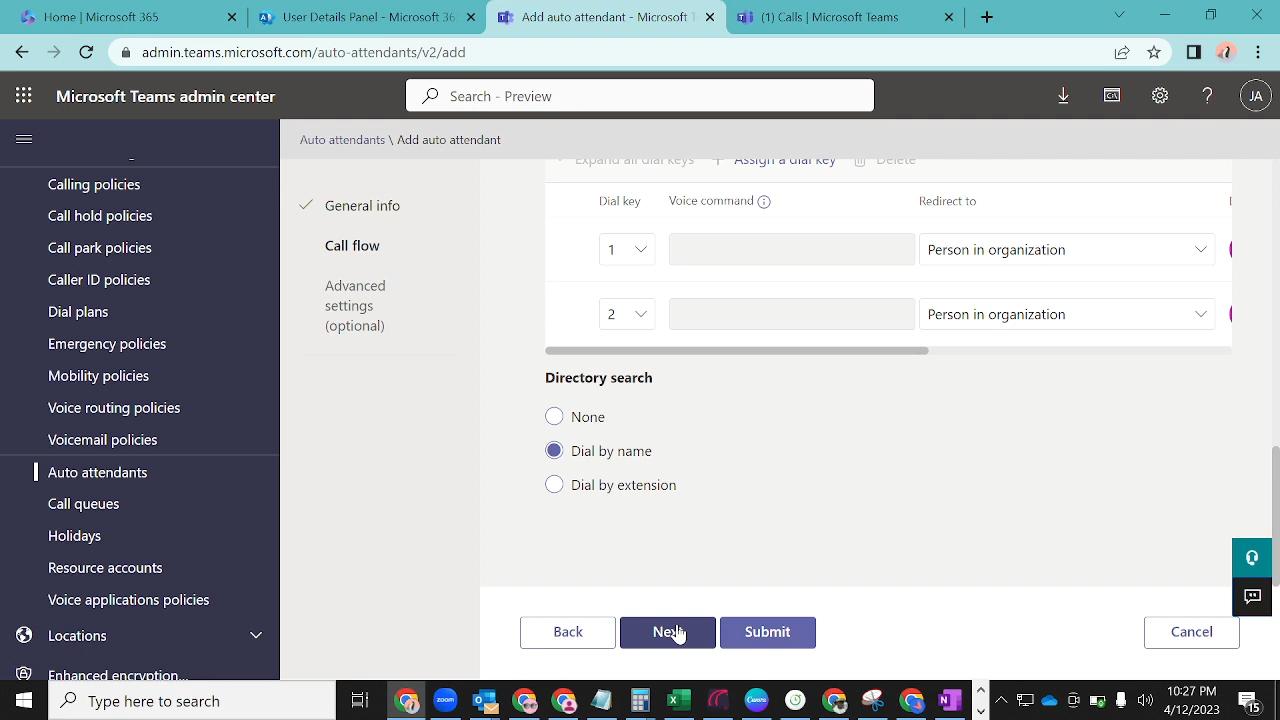 Home | Microsoft 365
User Details Panel - Microsoft 36
Add auto attendant - Microsoft T
(1) Calls | Microsoft Teams
admin.teams.microsoft.com/auto-attendants/v2/add
Microsoft Teams admin center
Search - Preview
JA
Auto attendants \ Add auto attendant
Calling policies
Call hold policies
Call park policies
Caller ID policies
Dial plans
Emergency policies
Mobility policies
Voice routing policies
Voicemail policies
Auto attendants
Call queues
Holidays
Resource accounts
Voice applications policies
Locations
Enhanced encryption...
General info
Call flow
Advanced
settings
(optional)
Expand all dial keys + Assign a dial key Delete
Dial key Voice command Redirect to
1 Person in organization
2 Person in organization
Directory search
None
Dial by name
Dial by extension
Back Next Submit Cancel
Type here to search
zoom
Canva
10:27 PM
4/12/2023
15